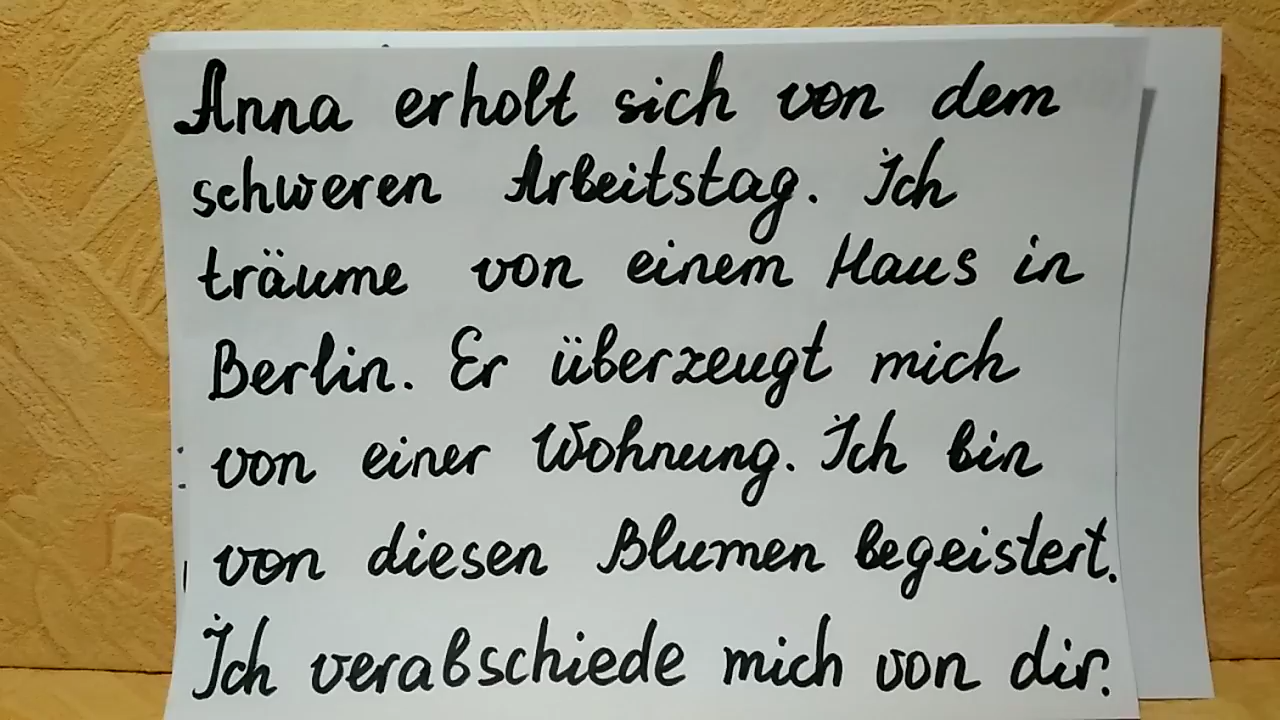 Anna erholt sich von dem
schweren Arbeitstag. Ich
träume von einem Haus in
Berlin. Er überzeugt mich
von einer Wohnung. Ich bin
von diesen Blumen begeistert.
Ich verabschiede mich von dir.